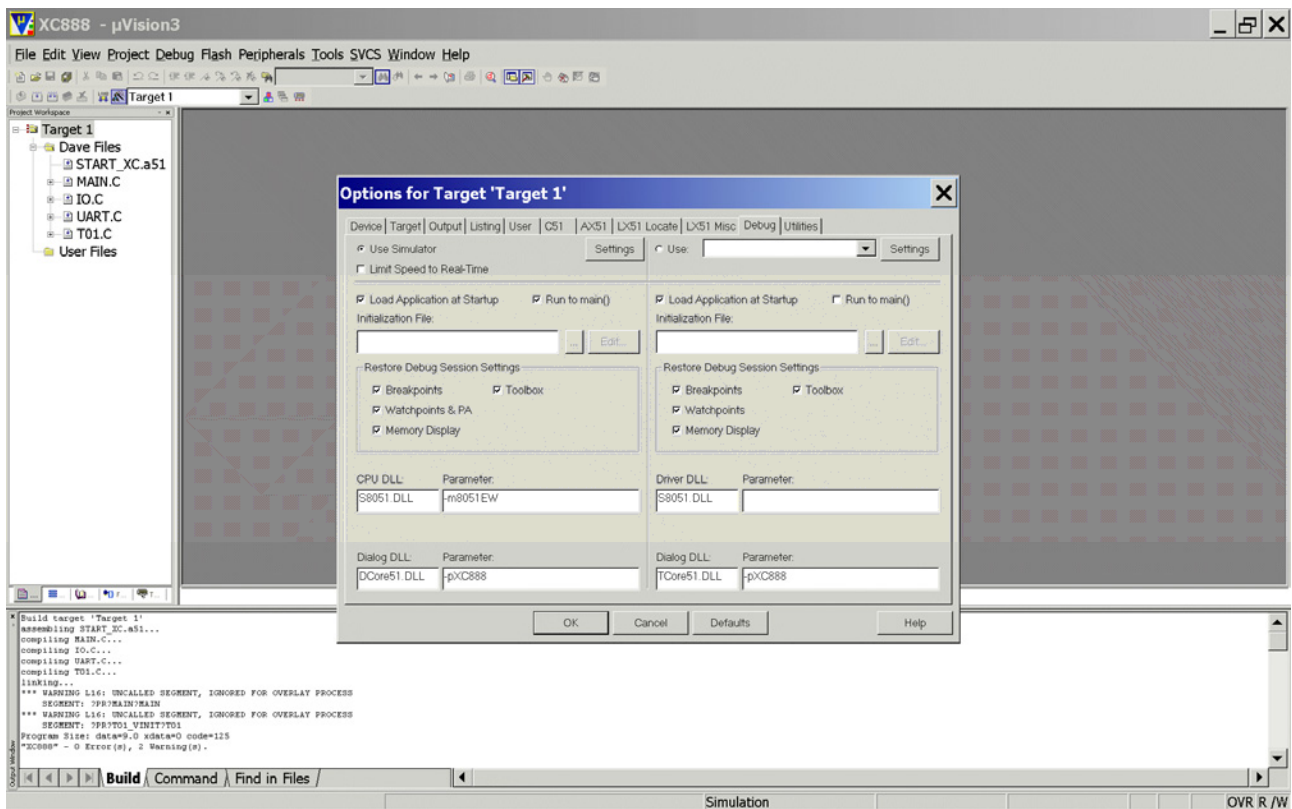 XC888 - µVision3
File Edit View Project Debug Flash Peripherals Tools SVCS Window Help
Target 1
Project Workspace
Target 1
Dave Files
START_XC.a51
MAIN.C
IO.C
UART.C
T01.C
User Files
Options for Target 'Target 1'
Device Target Output Listing User C51 AX51 LX51 Locate LX51 Misc Debug Utilities
Use Simulator Settings Use: Settings
Limit Speed to Real-Time
Load Application at Startup Run to main() Load Application at Startup Run to main()
Initialization File: Initialization File:
... Edit... ... Edit...
Restore Debug Session Settings Restore Debug Session Settings
Breakpoints Toolbox Breakpoints Toolbox
Watchpoints & PA Watchpoints
Memory Display Memory Display
CPU DLL: Parameter: Driver DLL: Parameter:
S8051.DLL -m8051EW S8051.DLL
Dialog DLL: Parameter: Dialog DLL: Parameter:
DCore51.DLL -pXC888 TCore51.DLL -pXC888
OK Cancel Defaults Help
Build target 'Target 1'
assembling START_XC.a51...
compiling MAIN.C...
compiling IO.C...
compiling UART.C...
compiling T01.C...
linking...
*** WARNING L16: UNCALLED SEGMENT, IGNORED FOR OVERLAY PROCESS
SEGMENT: ?PR?MAIN?MAIN
*** WARNING L16: UNCALLED SEGMENT, IGNORED FOR OVERLAY PROCESS
SEGMENT: ?PR?T01_VINIT?T01
Program Size: data=9.0 xdata=0 code=125
"XC888" - 0 Error(s), 2 Warning(s).
Output Window
Build Command Find in Files
Simulation OVR R/W